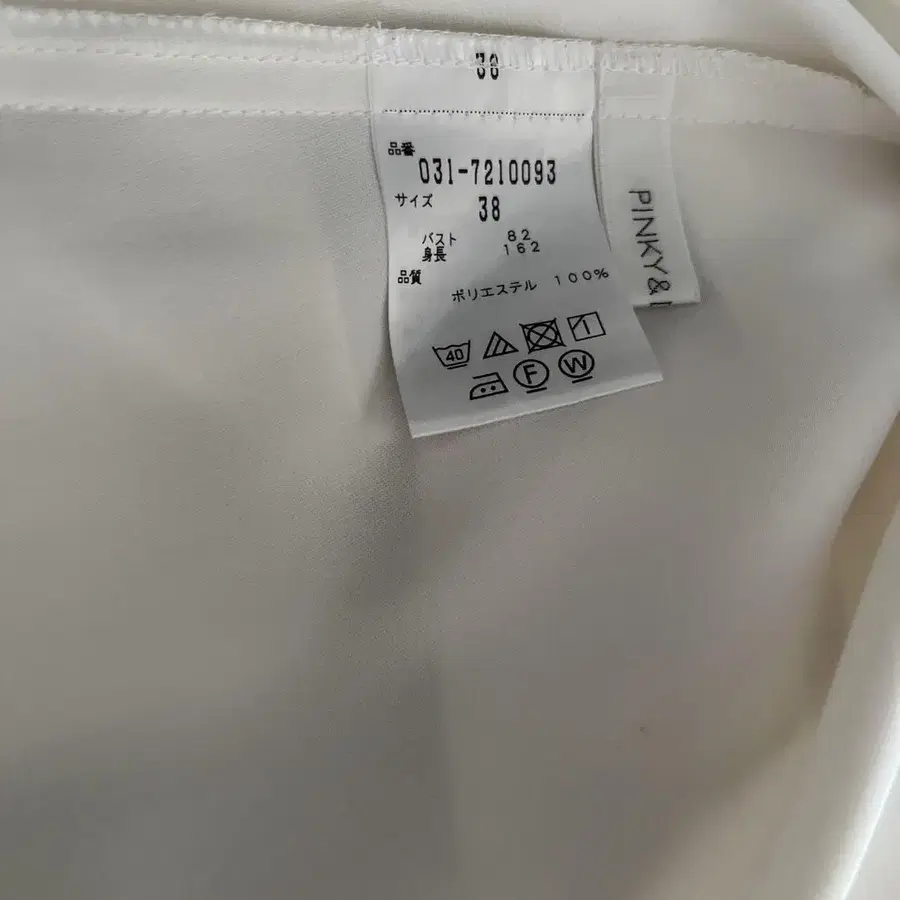 38
品番
031-7210093
サイズ
38
バスト 82
身長 162
品質
ポリエステル 100%
40
F W
PINKY&